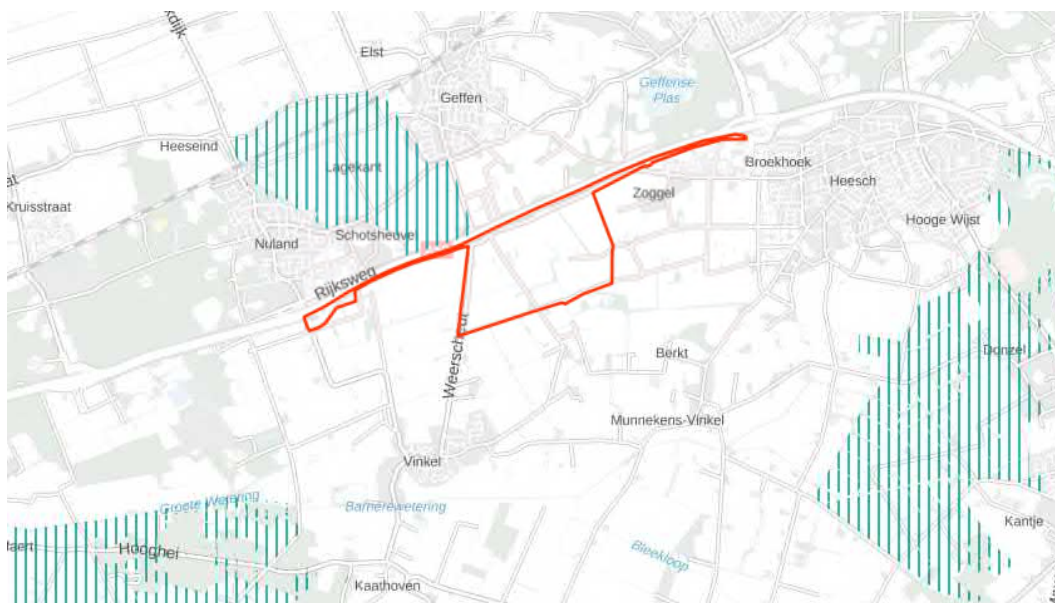 Elst
Geffense
Plas
Geffen
Heeseind
Lagekant
Broekhoek
Heesch
Zoggel
Kruisstraat
Hooge Wijst
Nuland
Schotsheuvel
Rijksweg
Berkt
Donzel
Munnekens-Vinkel
Vinkel
Groote Wetering
Barrierewetering
Kantje
Hooghei
Bleekloop
Kaathoven